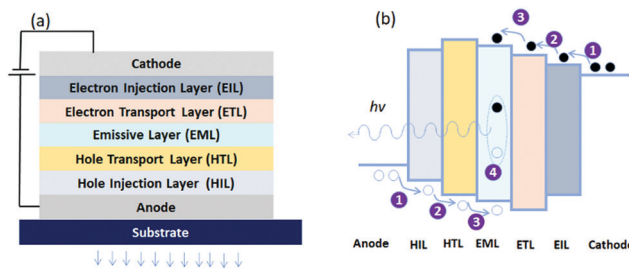 (a)
Cathode
Electron Injection Layer (EIL)
Electron Transport Layer (ETL)
Emissive Layer (EML)
Hole Transport Layer (HTL)
Hole Injection Layer (HIL)
Anode
Substrate
(b)
3
2
1
hv
4
1
2
3
Anode HIL HTL EML ETL EIL Cathode